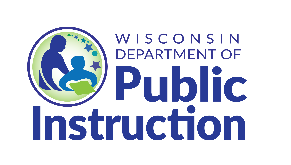 WISCONSIN
DEPARTMENT OF
Public
Instruction